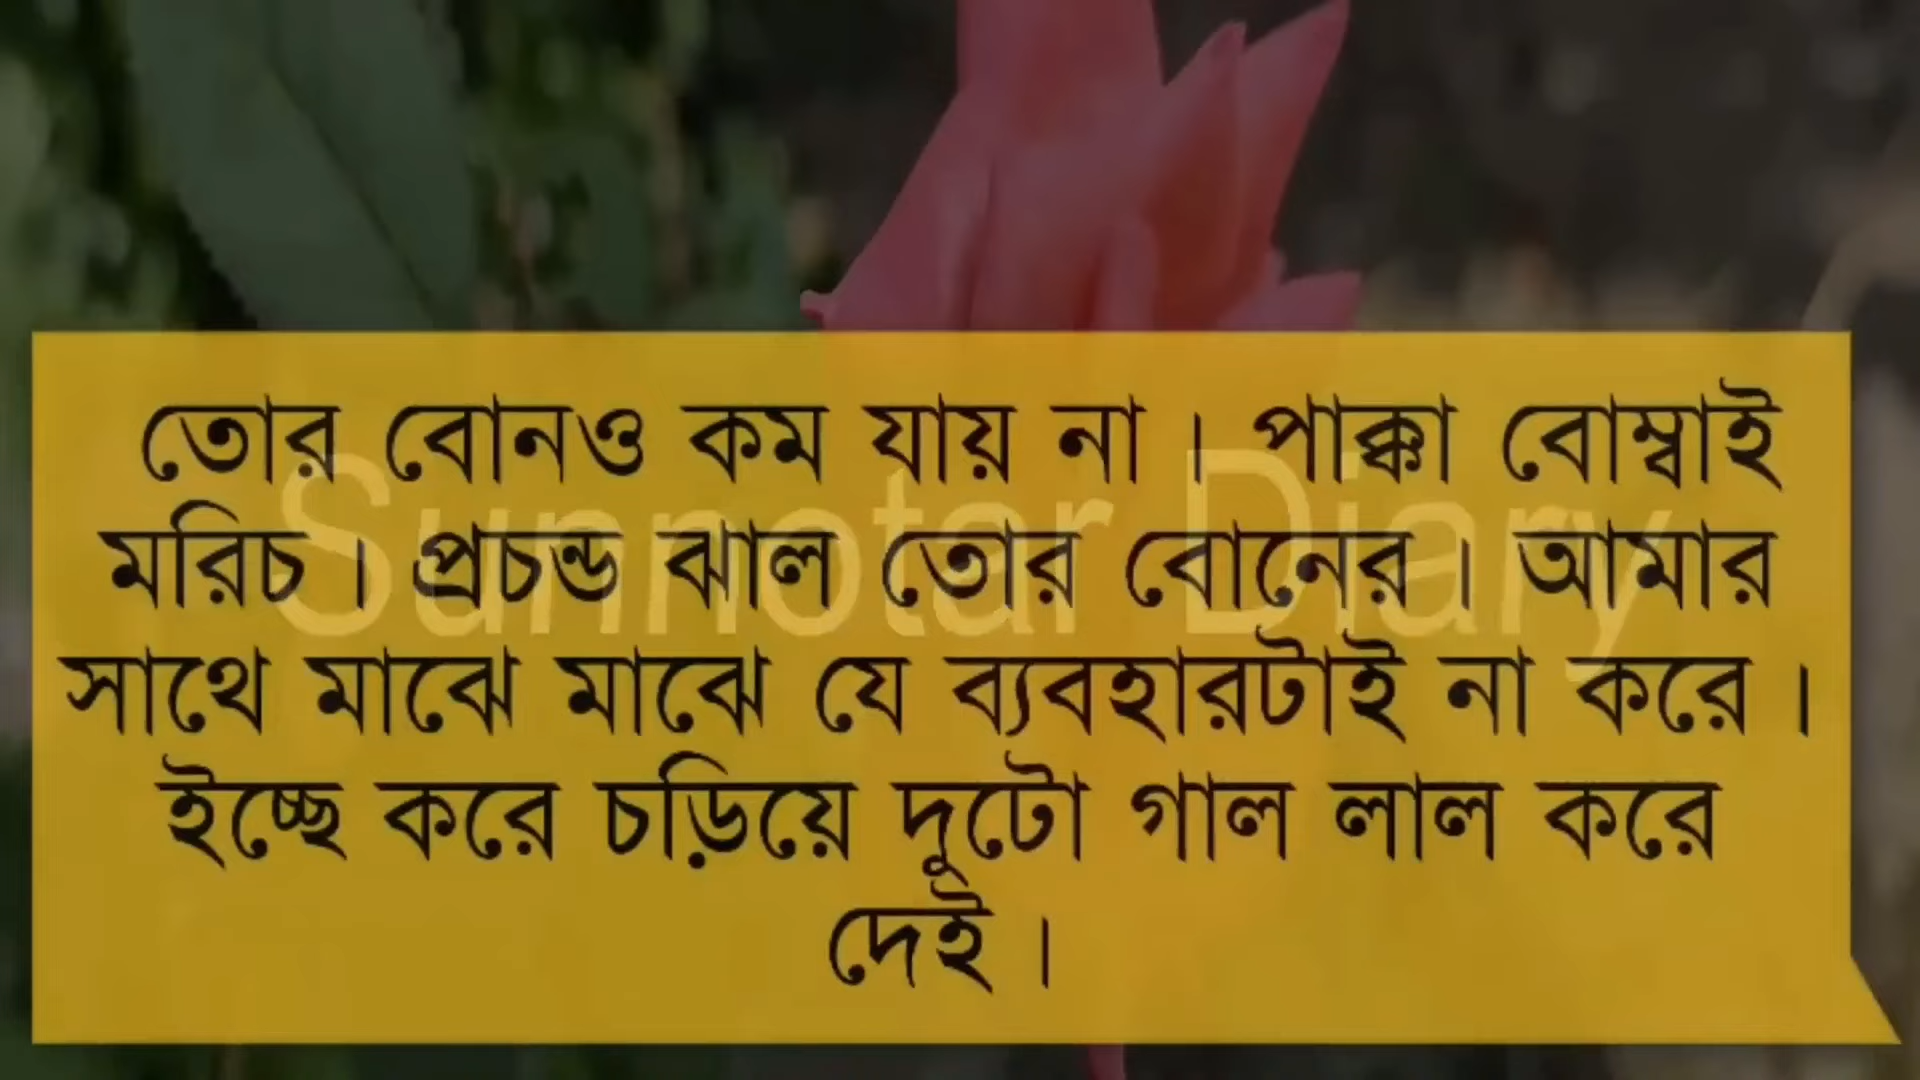 তোর বোনও কম যায় না । পাক্কা বোম্বাই
মরিচ । প্রচন্ড ঝাল তোর বোনের । আমার
সাথে মাঝে মাঝে যে ব্যবহারটাই না করে ।
ইচ্ছে করে চড়িয়ে দুটো গাল লাল করে
দেই ।
Sunnotar Diary